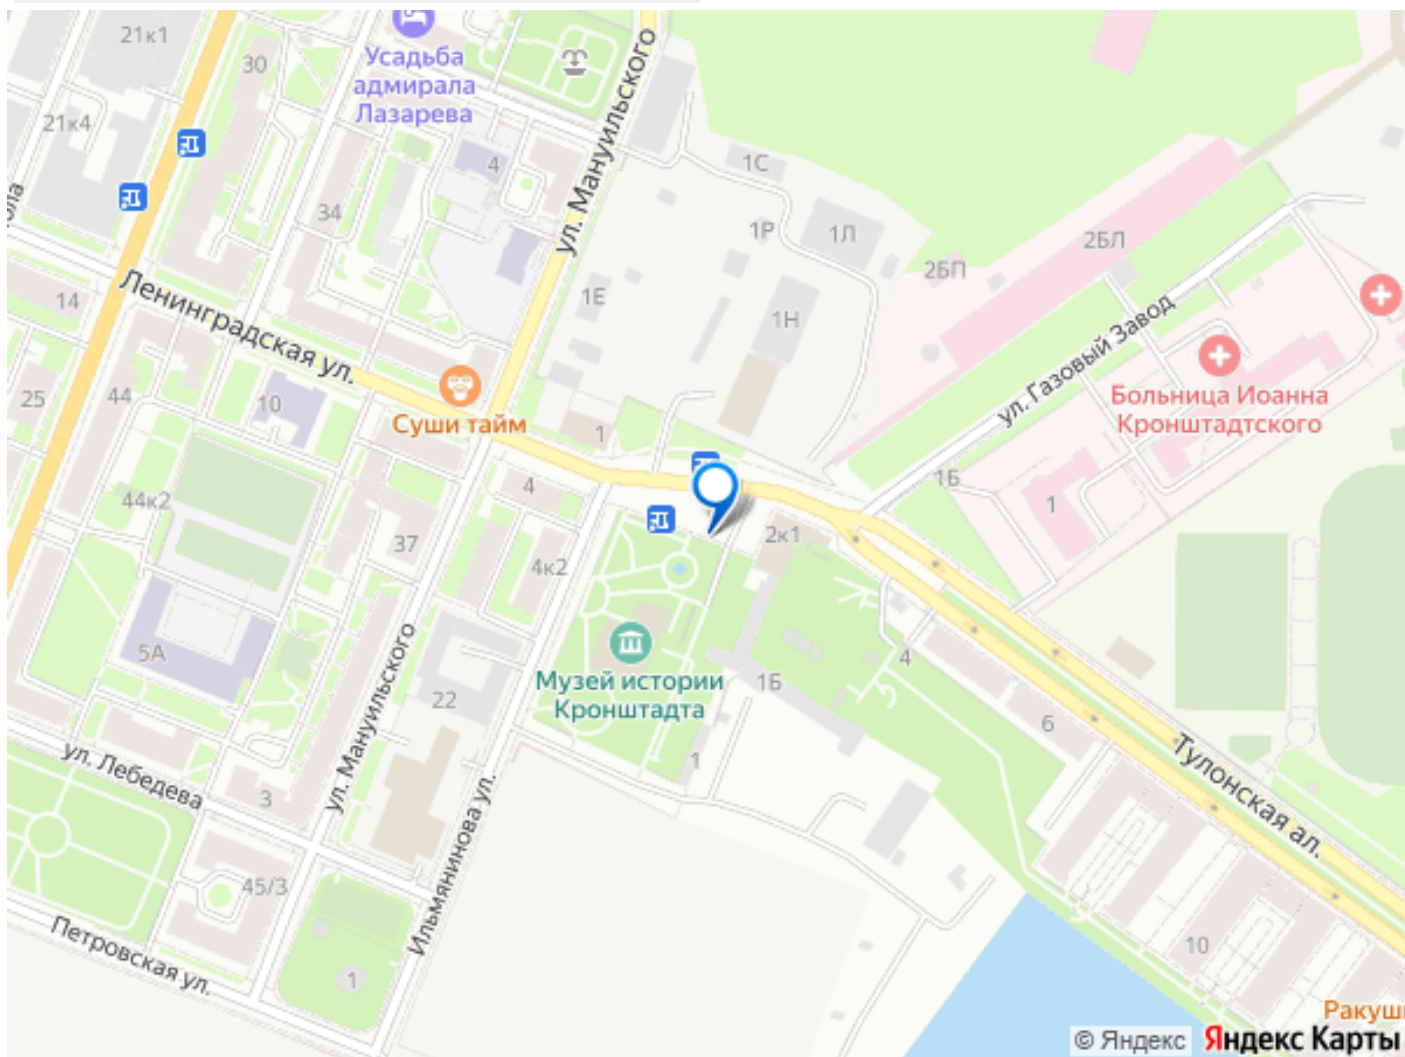 21к1
30
Усадьба
адмирала
Лазарева
21к4
4
ул. Мануильского
1С
34
1Р
1Л
2БЛ
2БП
14
Ленинградская ул.
1Е
1Н
ул. Газовый Завод
25
44
10
Суши тайм
1
Больница Иоанна
Кронштадтского
44к2
4
1Б
1
37
4к2
2к1
5А
Музей истории
Кронштадта
22
1Б
4
6
ул. Мануильского
1
ул. Лебедева
3
Ильмянинова ул.
Тулонская ал.
45/3
Петровская ул.
1
10
Ракуш
© Яндекс Яндекс Карты